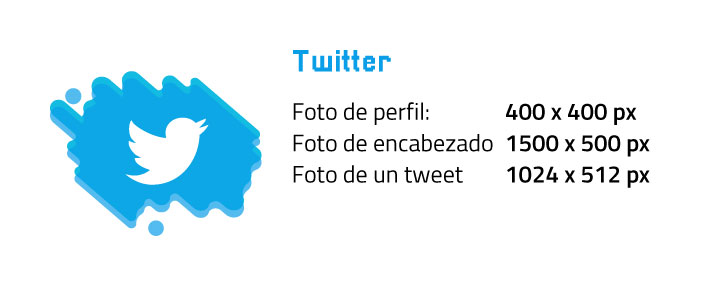 Twitter
Foto de perfil: 400 x 400 px
Foto de encabezado 1500 x 500 px
Foto de un tweet 1024 x 512 px